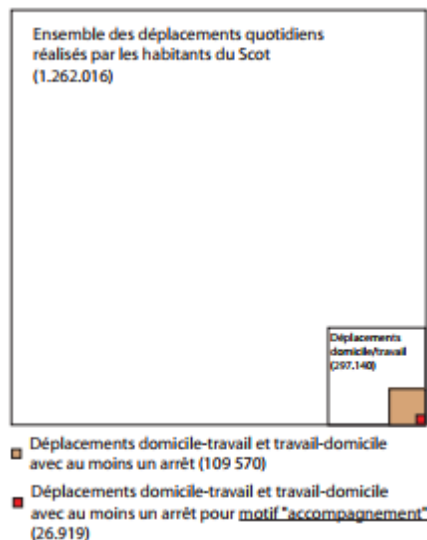 Ensemble des déplacements quotidiens
réalisés par les habitants du Scot
(1.262.016)
Déplacements
domicile/travail
(297.140)
Déplacements domicile-travail et travail-domicile
avec au moins un arrêt (109 570)
Déplacements domicile-travail et travail-domicile
avec au moins un arrêt pour motif "accompagnement"
(26.919)